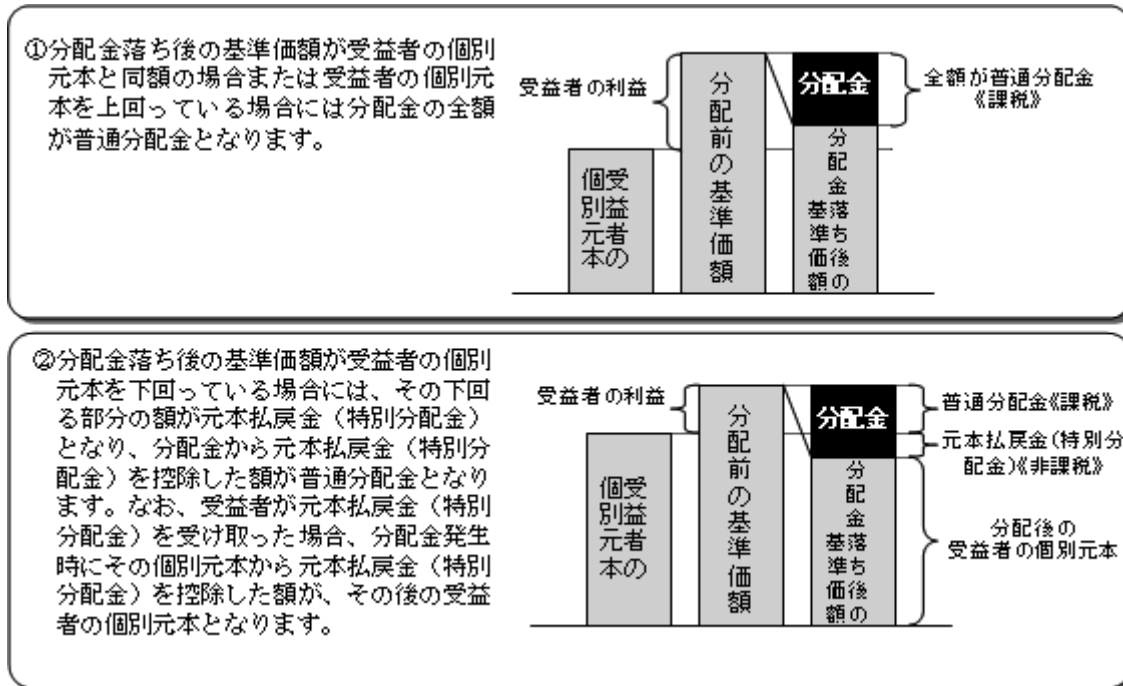 ①分配金落ち後の基準価額が受益者の個別
元本と同額の場合または受益者の個別元
本を上回っている場合には分配金の全額
が普通分配金となります。
受益者の利益
受益者の
個別元本
分配前の基準価額
分配金
分配金落ち後の
基準価額
全額が普通分配金
《課税》
②分配金落ち後の基準価額が受益者の個別
元本を下回っている場合には、その下回
る部分の額が元本払戻金（特別分配金）
となり、分配金から元本払戻金（特別分
配金）を控除した額が普通分配金となり
ます。なお、受益者が元本払戻金（特別
分配金）を受け取った場合、分配金発生
時にその個別元本から元本払戻金（特別
分配金）を控除した額が、その後の受益
者の個別元本となります。
受益者の利益
受益者の
個別元本
分配前の基準価額
分配金
分配金落ち後の
基準価額
普通分配金《課税》
元本払戻金(特別分
配金)《非課税》
分配後の
受益者の個別元本